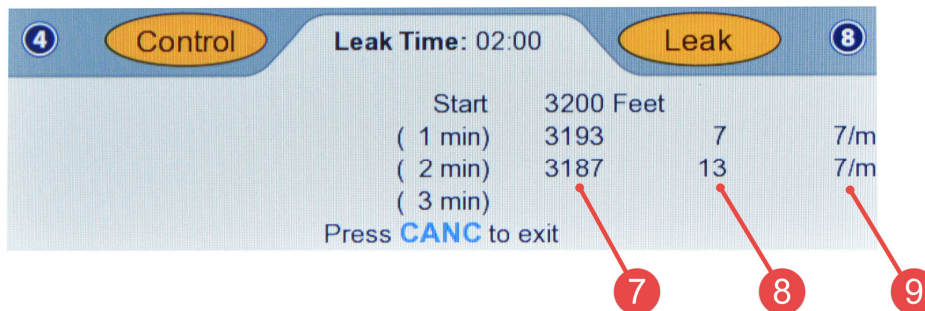 4 Control Leak Time: 02:00 Leak 8
Start 3200 Feet
( 1 min) 3193 7 7/m
( 2 min) 3187 13 7/m
( 3 min)
Press CANC to exit
7 8 9